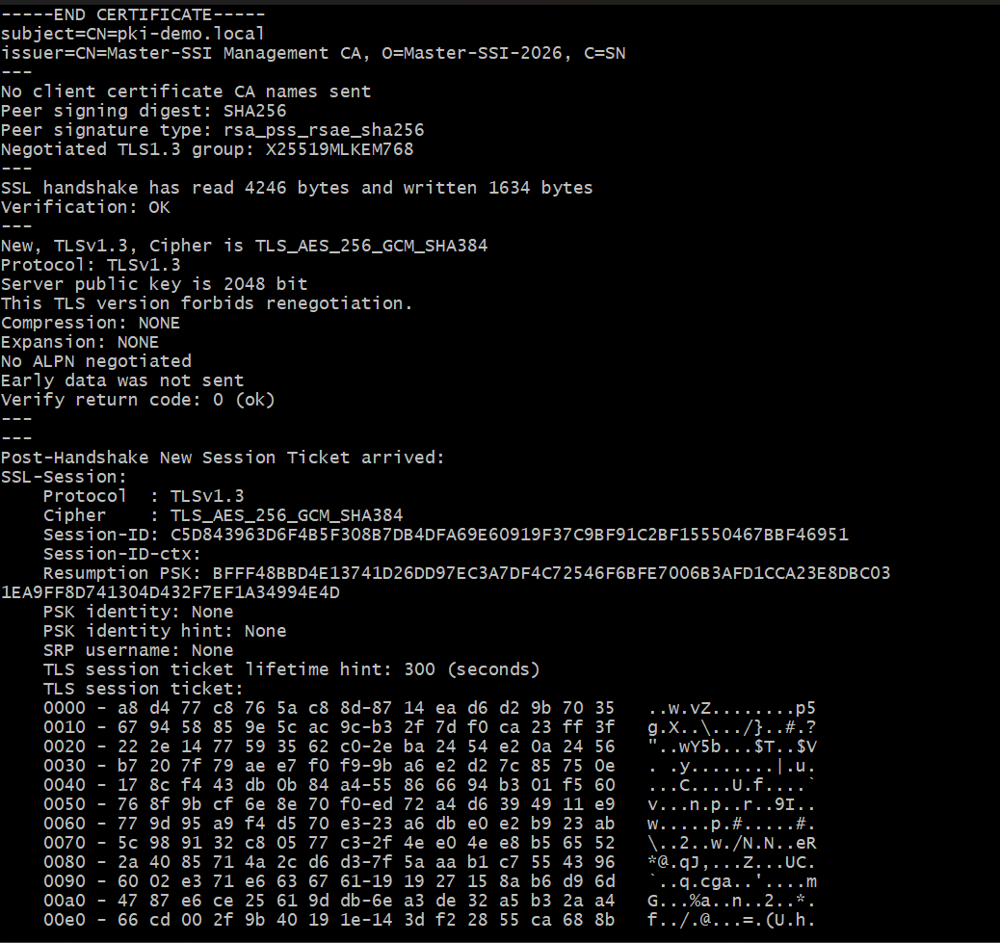 -----END CERTIFICATE-----
subject=CN=pki-demo.local
issuer=CN=Master-SSI Management CA, O=Master-SSI-2026, C=SN
---
No client certificate CA names sent
Peer signing digest: SHA256
Peer signature type: rsa_pss_rsae_sha256
Negotiated TLS1.3 group: X25519MLKEM768
---
SSL handshake has read 4246 bytes and written 1634 bytes
Verification: OK
---
New, TLSv1.3, Cipher is TLS_AES_256_GCM_SHA384
Protocol: TLSv1.3
Server public key is 2048 bit
This TLS version forbids renegotiation.
Compression: NONE
Expansion: NONE
No ALPN negotiated
Early data was not sent
Verify return code: 0 (ok)
---
---
Post-Handshake New Session Ticket arrived:
SSL-Session:
    Protocol  : TLSv1.3
    Cipher    : TLS_AES_256_GCM_SHA384
    Session-ID: C5D843963D6F4B5F308B7DB4DFA69E60919F37C9BF91C2BF15550467BBF46951
    Session-ID-ctx:
    Resumption PSK: BFFF48BBD4E13741D26DD97EC3A7DF4C72546F6BFE7006B3AFD1CCA23E8DBC03
1EA9FF8D741304D432F7EF1A34994E4D
    PSK identity: None
    PSK identity hint: None
    SRP username: None
    TLS session ticket lifetime hint: 300 (seconds)
    TLS session ticket:
    0000 - a8 d4 77 c8 76 5a c8 8d-87 14 ea d6 d2 9b 70 35   ..w.vZ........p5
    0010 - 67 94 58 85 9e 5c ac 9c-b3 2f 7d f0 ca 23 ff 3f   g.X..\.../}..#.?
    0020 - 22 2e 14 77 59 35 62 c0-2e ba 24 54 e2 0a 24 56   "..wY5b...$T..$V
    0030 - b7 20 7f 79 ae e7 f0 f9-9b a6 e2 d2 7c 85 75 0e   . .y........|.u.
    0040 - 17 8c f4 43 db 0b 84 a4-55 86 66 94 b3 01 f5 60   ...C....U.f....`
    0050 - 76 8f 9b cf 6e 8e 70 f0-ed 72 a4 d6 39 49 11 e9   v...n.p..r..9I..
    0060 - 77 9d 95 a9 f4 d5 70 e3-23 a6 db e0 e2 b9 23 ab   w.....p.#.....#.
    0070 - 5c 98 91 32 c8 05 77 c3-2f 4e e0 4e e8 b5 65 52   \..2..w./N.N..eR
    0080 - 2a 40 85 71 4a 2c d6 d3-7f 5a aa b1 c7 55 43 96   *@.qJ,...Z...UC.
    0090 - 60 02 e3 71 e6 63 67 61-19 19 27 15 8a b6 d9 6d   `..q.cga..'....m
    00a0 - 47 87 e6 ce 25 61 9d db-6e a3 de 32 a5 b3 2a a4   G...%a..n..2..*.
    00e0 - 66 cd 00 2f 9b 40 19 1e-14 3d f2 28 55 ca 68 8b   f../.@...=.(U.h.